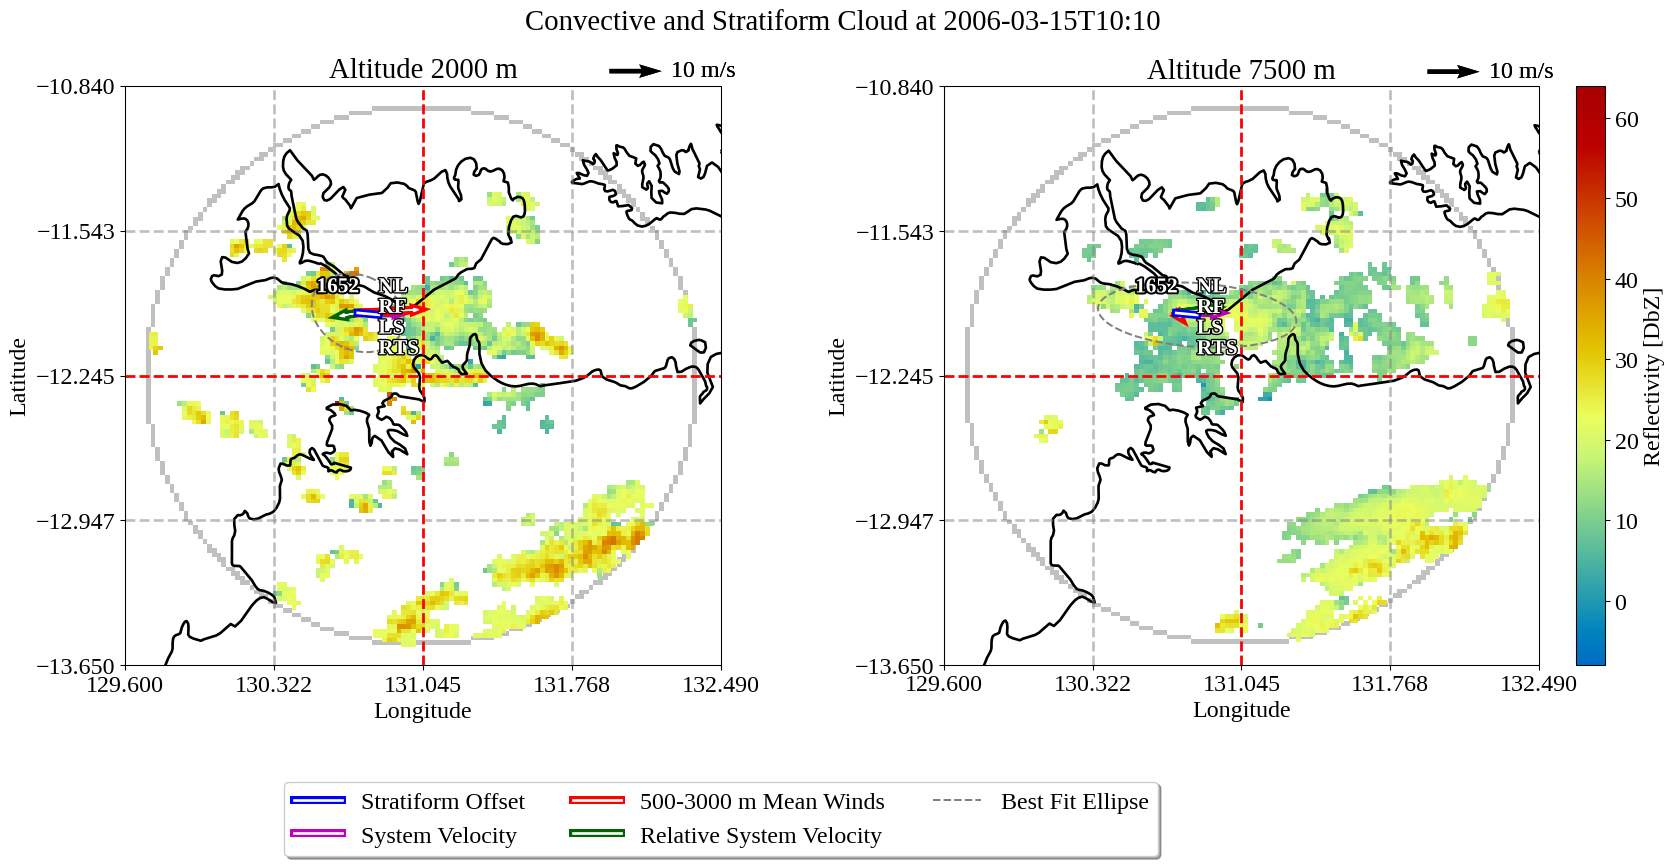 Convective and Stratiform Cloud at 2006-03-15T10:10
Altitude 2000 m
10 m/s
Altitude 7500 m
10 m/s
−10.840
−11.543
−12.245
−12.947
−13.650
Latitude
129.600
130.322
131.045
131.768
132.490
Longitude
1652
NL
RF
LS
RTS
−10.840
−11.543
−12.245
−12.947
−13.650
Latitude
129.600
130.322
131.045
131.768
132.490
Longitude
1652
NL
RF
LS
RTS
60
50
40
30
20
10
0
Reflectivity [DbZ]
Stratiform Offset
System Velocity
500-3000 m Mean Winds
Relative System Velocity
Best Fit Ellipse